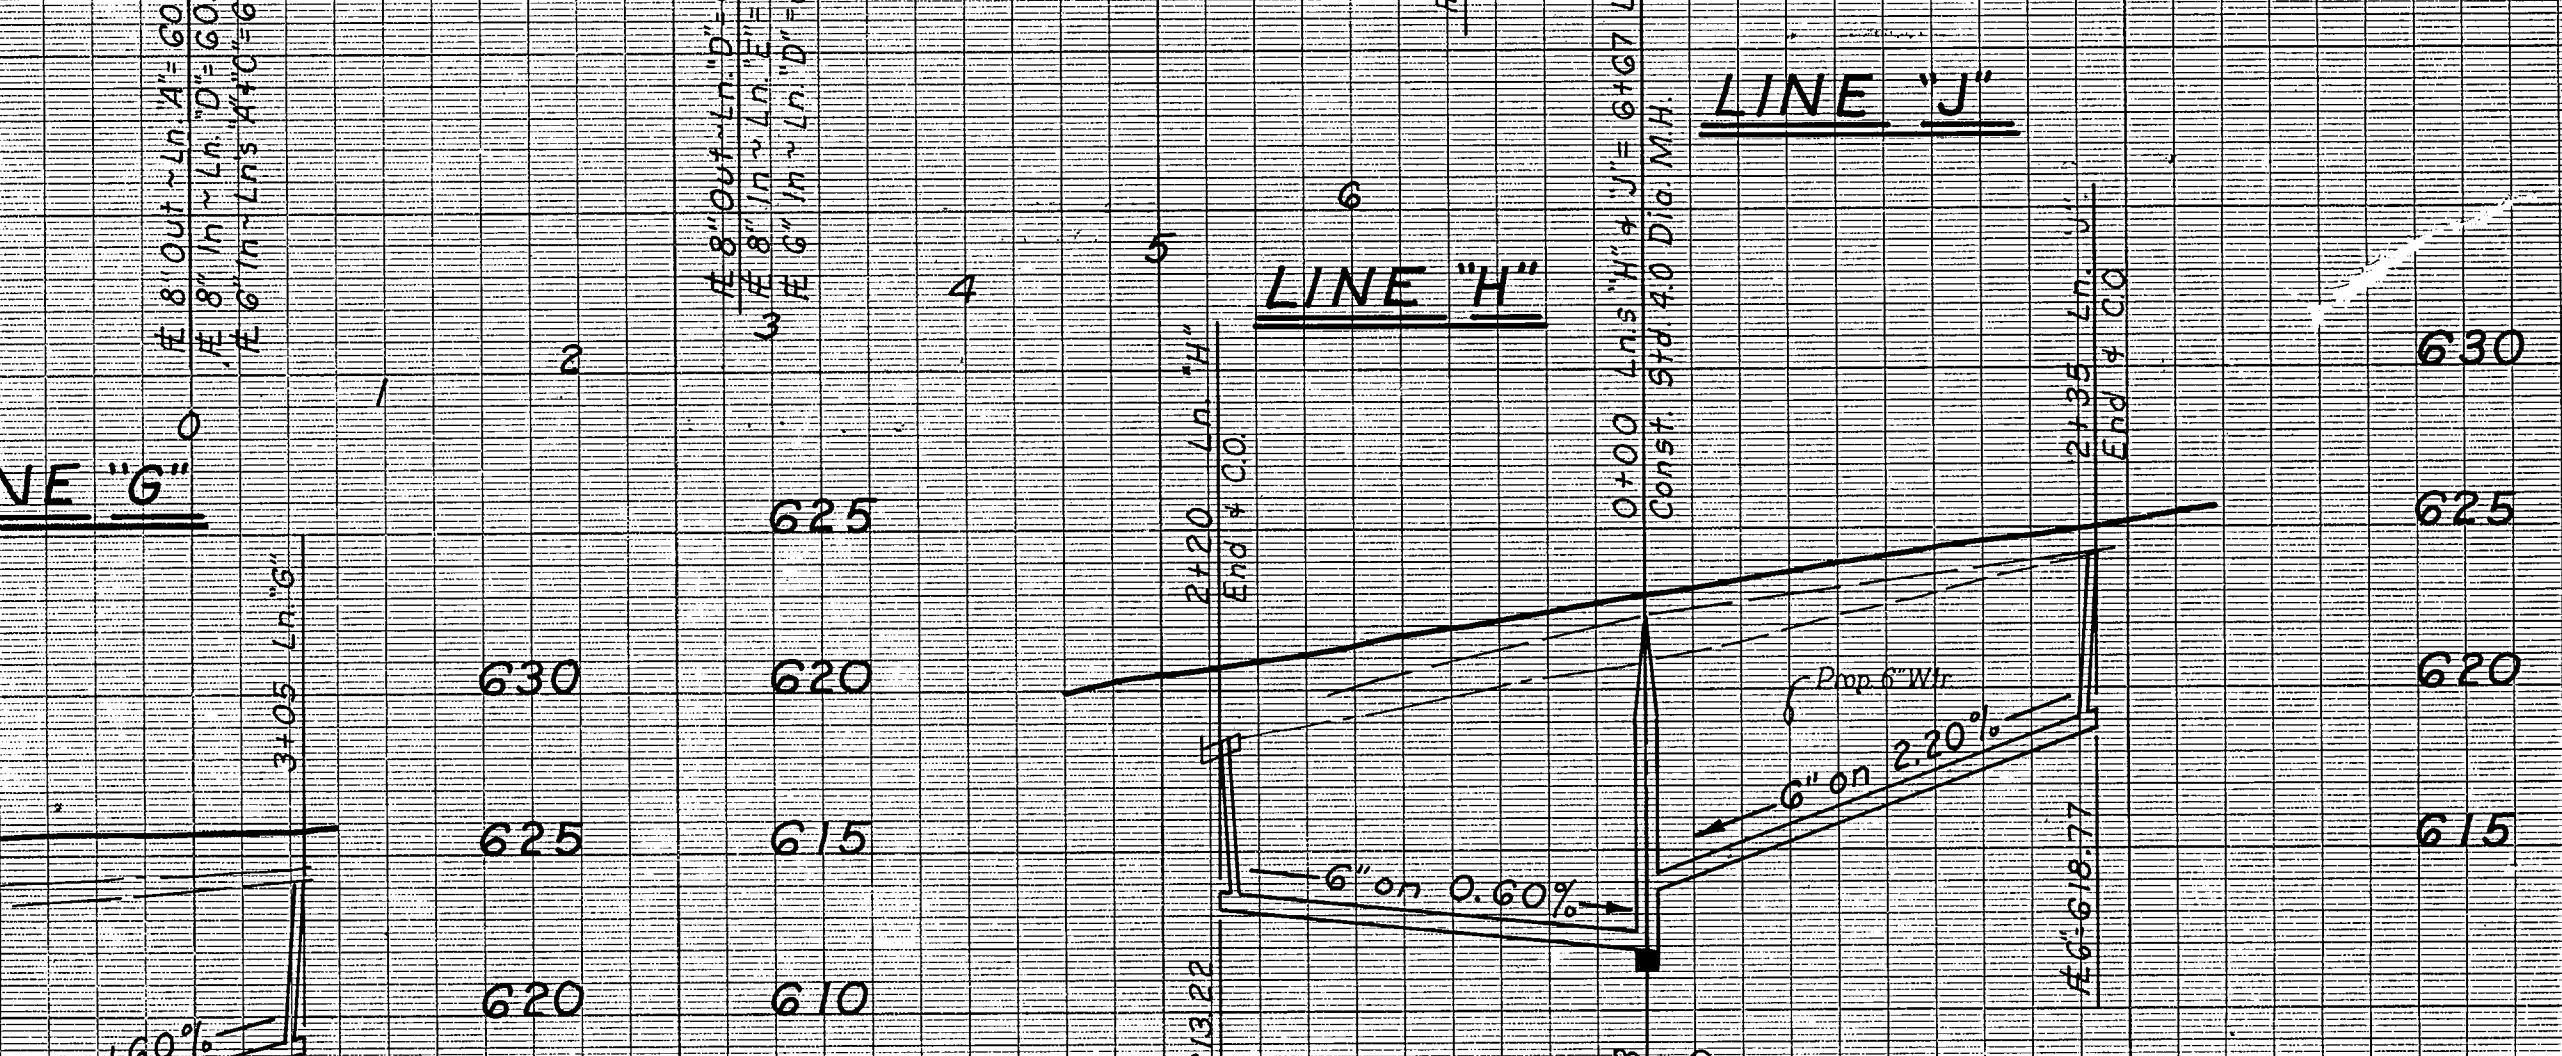 8" Out ~ Ln. "A" = 60
8" In ~ Ln. "D" = 60
6" In ~ Ln's "A" + "C" = 6
8" Out ~ Ln. "D" =
8" In ~ Ln. "E" =
6" In ~ Ln. "D" =
0+00 Ln.s "H" & "J" = 6+67
Const. Std. 4.0 Dia. M.H.
LINE "J"
6
5
4
LINE "H"
3
2
1
0
2+35 Ln. "J"
End & C.O.
630
2+20 Ln. "H"
End & C.O.
"G"
625
625
3+05 Ln. "G"
630
620
620
Prop. 6" Wtr.
6" on 2.20%
625
615
615
6" on 0.60%
6" = 618.77
620
610
13.22
.60%